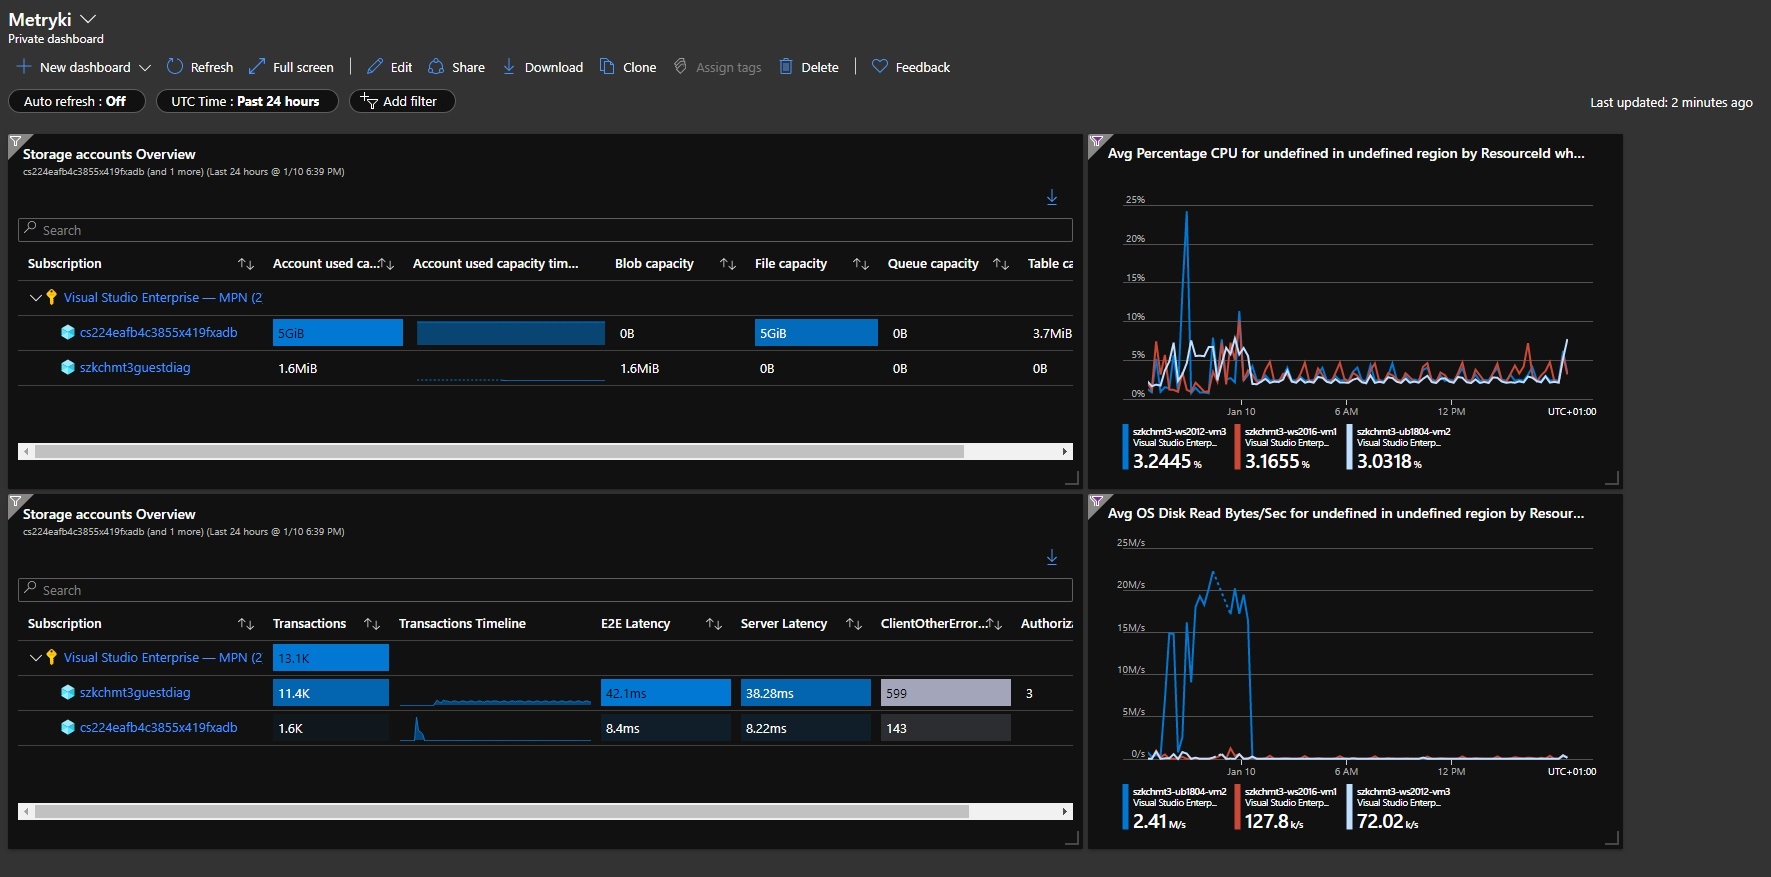 Metryki
Private dashboard
New dashboard Refresh Full screen Edit Share Download Clone Assign tags Delete Feedback
Auto refresh : Off UTC Time : Past 24 hours Add filter Last updated: 2 minutes ago
Storage accounts Overview
cs224eafb4c3855x419fxadb (and 1 more) (Last 24 hours @ 1/10 6:39 PM)
Search
Subscription Account used ca... Account used capacity tim... Blob capacity File capacity Queue capacity Table ca
Visual Studio Enterprise — MPN (2
cs224eafb4c3855x419fxadb 5GiB 0B 5GiB 0B 3.7MiB
szkchmt3guestdiag 1.6MiB 1.6MiB 0B 0B 0B
Avg Percentage CPU for undefined in undefined region by ResourceId wh...
25%
20%
15%
10%
5%
0%
Jan 10 6 AM 12 PM UTC+01:00
szkchmt3-ws2012-vm3 szkchmt3-ws2016-vm1 szkchmt3-ub1804-vm2
Visual Studio Enterp... Visual Studio Enterp... Visual Studio Enterp...
3.2445 % 3.1655 % 3.0318 %
Storage accounts Overview
cs224eafb4c3855x419fxadb (and 1 more) (Last 24 hours @ 1/10 6:39 PM)
Search
Subscription Transactions Transactions Timeline E2E Latency Server Latency ClientOtherError... Authoriza
Visual Studio Enterprise — MPN (2 13.1K
szkchmt3guestdiag 11.4K 42.1ms 38.28ms 599 3
cs224eafb4c3855x419fxadb 1.6K 8.4ms 8.22ms 143
Avg OS Disk Read Bytes/Sec for undefined in undefined region by Resour...
25M/s
20M/s
15M/s
10M/s
5M/s
0/s
Jan 10 6 AM 12 PM UTC+01:00
szkchmt3-ub1804-vm2 szkchmt3-ws2016-vm1 szkchmt3-ws2012-vm3
Visual Studio Enterp... Visual Studio Enterp... Visual Studio Enterp...
2.41 M/s 127.8 k/s 72.02 k/s